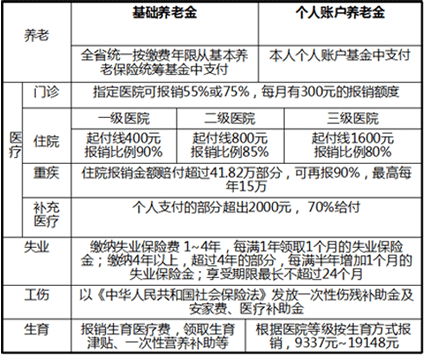 养老
基础养老金
个人账户养老金
全省统一按缴费年限从基本养
老保险统筹基金中支付
本人个人账户基金中支付
医疗
门诊
指定医院可报销55%或75%，每月有300元的报销额度
住院
一级医院
二级医院
三级医院
起付线400元
报销比例90%
起付线800元
报销比例85%
起付线1600元
报销比例80%
重疾
住院报销金额赔付超过41.82万部分，可再报90%，最高每
年15万
补充
医疗
个人支付的部分超出2000元，70%给付
失业
缴纳失业保险费 1~4年，每满1年领取1个月的失业保险
金；缴纳4年以上，超过4年的部分，每满半年增加1个月的
失业保险金；享受期限最长不超过24个月
工伤
以《中华人民共和国社会保险法》发放一次性伤残补助金及
安家费、医疗补助金
生育
报销生育医疗费，领取生育
津贴、一次性营养补助等
根据医院等级按生育方式报
销，9337元~19148元